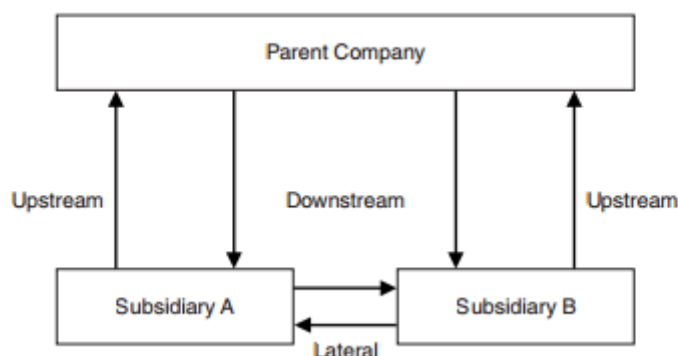 Parent Company
Upstream
Downstream
Upstream
Subsidiary A
Subsidiary B
Lateral